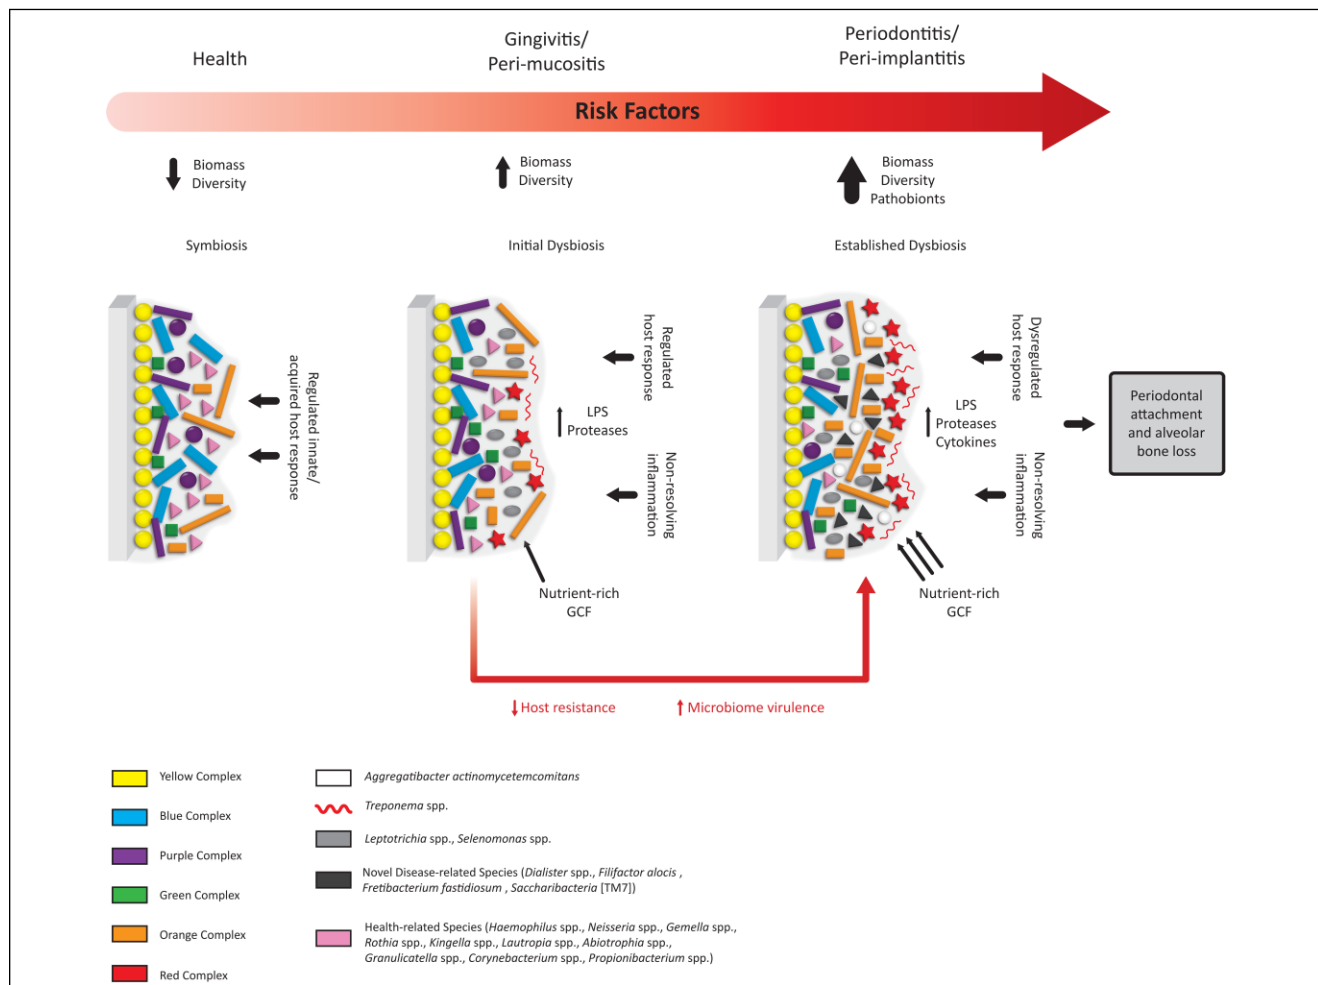 Health
Gingivitis/
Peri-mucositis
Periodontitis/
Peri-implantitis
Risk Factors
Biomass
Diversity
Biomass
Diversity
Biomass
Diversity
Pathobionts
Symbiosis
Initial Dysbiosis
Established Dysbiosis
Regulated innate/
acquired host response
Regulated
host response
LPS
Proteases
Non-resolving
inflammation
Nutrient-rich
GCF
Dysregulated
host response
LPS
Proteases
Cytokines
Non-resolving
inflammation
Nutrient-rich
GCF
Periodontal
attachment
and alveolar
bone loss
Host resistance
Microbiome virulence
Yellow Complex
Blue Complex
Purple Complex
Green Complex
Orange Complex
Red Complex
Aggregatibacter actinomycetemcomitans
Treponema spp.
Leptotrichia spp., Selenomonas spp.
Novel Disease-related Species (Dialister spp., Filifactor alocis ,
Fretibacterium fastidiosum , Saccharibacteria [TM7])
Health-related Species (Haemophilus spp., Neisseria spp., Gemella spp.,
Rothia spp., Kingella spp., Lautropia spp., Abiotrophia spp.,
Granulicatella spp., Corynebacterium spp., Propionibacterium spp.)